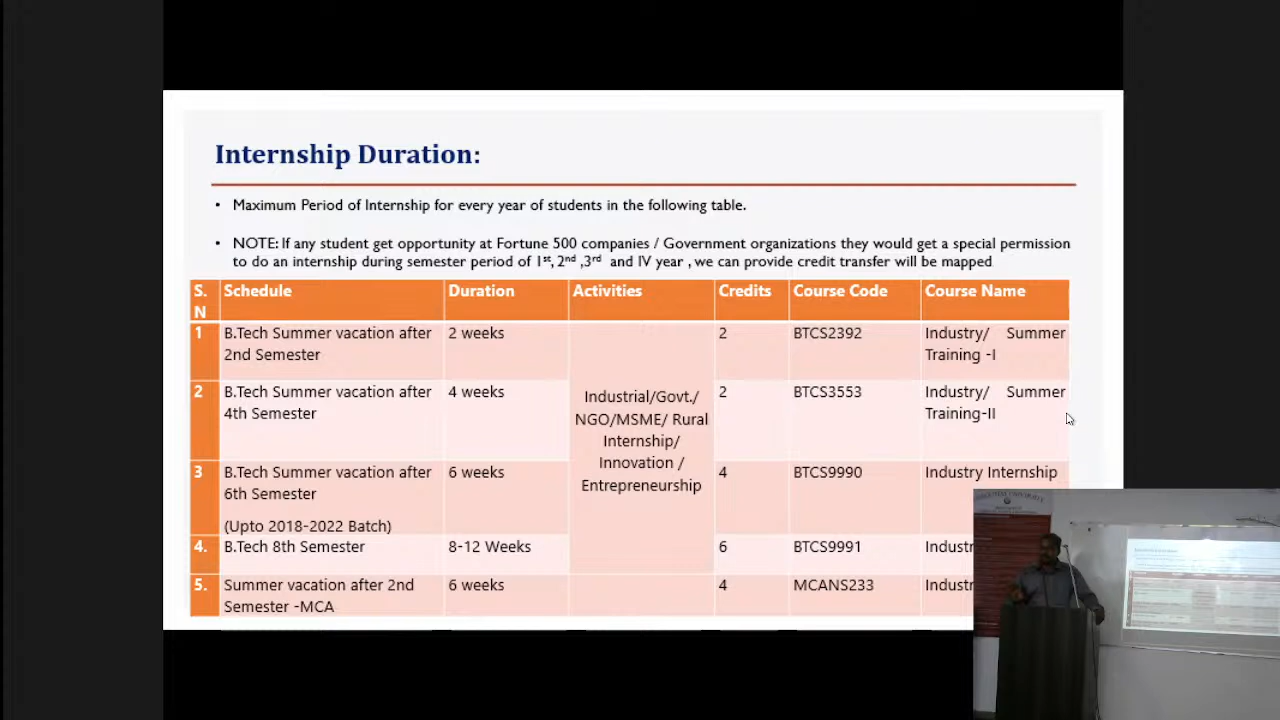 Internship Duration:
• Maximum Period of Internship for every year of students in the following table.
• NOTE: If any student get opportunity at Fortune 500 companies / Government organizations they would get a special permission
to do an internship during semester period of 1st, 2nd ,3rd and IV year , we can provide credit transfer will be mapped
S. N Schedule Duration Activities Credits Course Code Course Name
1 B.Tech Summer vacation after 2nd Semester 2 weeks 2 BTCS2392 Industry/ Summer Training -I
2 B.Tech Summer vacation after 4th Semester 4 weeks 2 BTCS3553 Industry/ Summer Training-II
Industrial/Govt./
NGO/MSME/ Rural
Internship/
Innovation /
Entrepreneurship
3 B.Tech Summer vacation after 6th Semester 6 weeks 4 BTCS9990 Industry Internship
(Upto 2018-2022 Batch)
4. B.Tech 8th Semester 8-12 Weeks 6 BTCS9991
5. Summer vacation after 2nd Semester -MCA 6 weeks 4 MCANS233